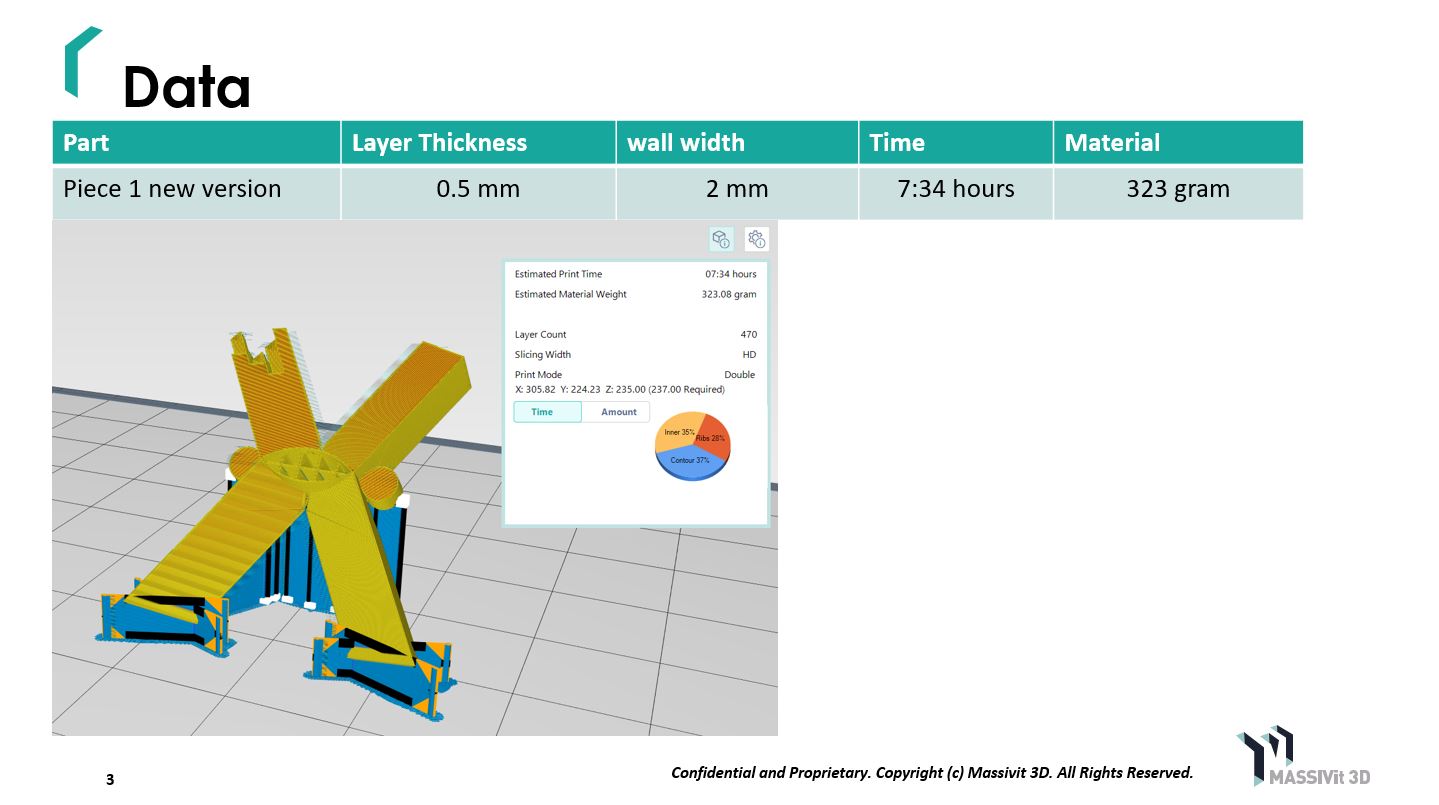 Data
Part Layer Thickness wall width Time Material
Piece 1 new version 0.5 mm 2 mm 7:34 hours 323 gram
Estimated Print Time 07:34 hours
Estimated Material Weight 323.08 gram
Layer Count 470
Slicing Width HD
Print Mode Double
X: 305.82 Y: 224.23 Z: 235.00 (237.00 Required)
Time Amount
Inner 35% Ribs 28%
Contour 37%
3
Confidential and Proprietary. Copyright (c) Massivit 3D. All Rights Reserved.
MASSIVit 3D